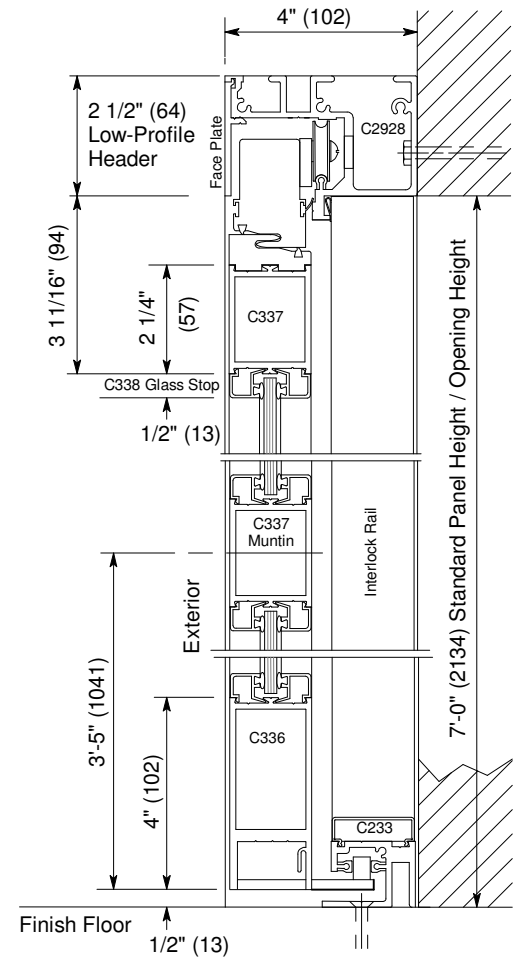 4" (102)
2 1/2" (64)
Low-Profile
Header
Face Plate
C2928
3 11/16" (94)
2 1/4"
(57)
C337
C338 Glass Stop
1/2" (13)
7'-0" (2134) Standard Panel Height / Opening Height
C337
Muntin
Interlock Rail
Exterior
3'-5" (1041)
4" (102)
C336
C233
Finish Floor
1/2" (13)